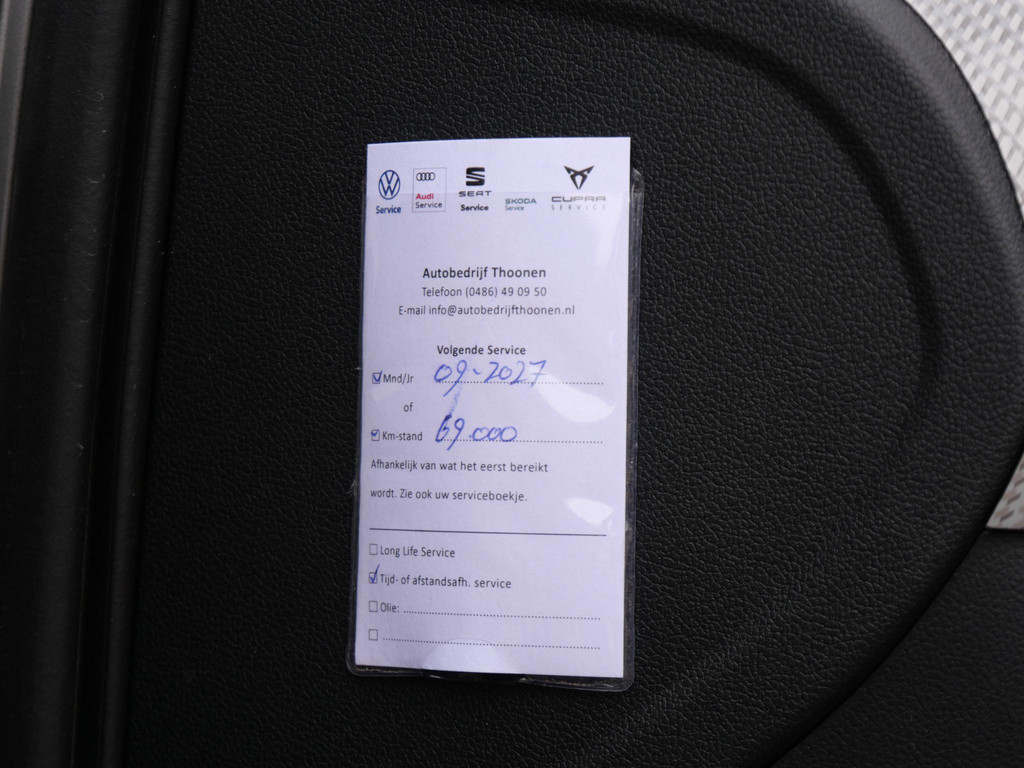 Service
Audi
Service
SEAT
Service
SKODA
Service
CUPRA
SERVICE
Autobedrijf Thoonen
Telefoon (0486) 49 09 50
E-mail info@autobedrijfthoonen.nl
Volgende Service
Mnd/Jr 09-2027
of
Km-stand 69.000
Afhankelijk van wat het eerst bereikt
wordt. Zie ook uw serviceboekje.
Long Life Service
Tijd- of afstandsafh. service
Olie: